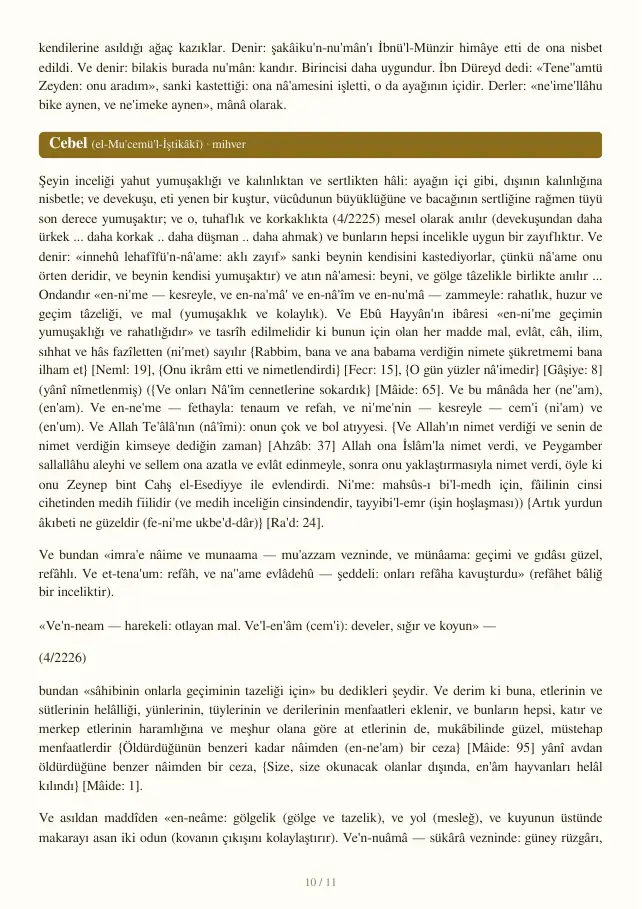 kendilerine asıldığı ağaç kazıklar. Denir: şakâiku'n-nu'mân'ı İbnü'l-Münzir himâye etti de ona nisbet
edildi. Ve denir: bilakis burada nu'mân: kandır. Birincisi daha uygundur. İbn Düreyd dedi: «Tene''amtü
Zeyden: onu aradım», sanki kastettiği: ona nâ'amesini işletti, o da ayağının içidir. Derler: «ne'ime'llâhu
bike aynen, ve ne'imeke aynen», mânâ olarak.
Cebel (el-Mu'cemü'l-İştikâkî) · mihver
Şeyin inceliği yahut yumuşaklığı ve kalınlıktan ve sertlikten hâli: ayağın içi gibi, dışının kalınlığına
nisbetle; ve devekuşu, eti yenen bir kuştur, vücûdunun büyüklüğüne ve bacağının sertliğine rağmen tüyü
son derece yumuşaktır; ve o, tuhaflık ve korkaklıkta (4/2225) mesel olarak anılır (devekuşundan daha
ürkek ... daha korkak .. daha düşman .. daha ahmak) ve bunların hepsi incelikle uygun bir zayıflıktır. Ve
denir: «innehû lehafîfü'n-nâ'ame: aklı zayıf» sanki beynin kendisini kastediyorlar, çünkü nâ'ame onu
örten deridir, ve beynin kendisi yumuşaktır) ve atın nâ'amesi: beyni, ve gölge tâzelikle birlikte anılır ...
Ondandır «en-ni'me — kesreyle, ve en-na'mâ' ve en-nâ'îm ve en-nu'mâ — zammeyle: rahatlık, huzur ve
geçim tâzeliği, ve mal (yumuşaklık ve kolaylık). Ve Ebû Hayyân'ın ibâresi «en-ni'me geçimin
yumuşaklığı ve rahatlığıdır» ve tasrîh edilmelidir ki bunun için olan her madde mal, evlât, câh, ilim,
sıhhat ve hâs fazîletten (ni'met) sayılır {Rabbim, bana ve ana babama verdiğin nimete şükretmemi bana
ilham et} [Neml: 19], {Onu ikrâm etti ve nimetlendirdi} [Fecr: 15], {O gün yüzler nâ'imedir} [Gâşiye: 8]
(yânî nîmetlenmiş) ({Ve onları Nâ'îm cennetlerine sokardık} [Mâide: 65]. Ve bu mânâda her (ne''am),
(en'am). Ve en-ne'me — fethayla: tenaum ve refah, ve ni'me'nin — kesreyle — cem'i (ni'am) ve
(en'um). Ve Allah Te'âlâ'nın (nâ'îmi): onun çok ve bol atıyyesi. {Ve Allah'ın nimet verdiği ve senin de
nimet verdiğin kimseye dediğin zaman} [Ahzâb: 37] Allah ona İslâm'la nimet verdi, ve Peygamber
sallallâhu aleyhi ve sellem ona azatla ve evlât edinmeyle, sonra onu yaklaştırmasıyla nimet verdi, öyle ki
onu Zeynep bint Cahş el-Esediyye ile evlendirdi. Ni'me: mahsûs-ı bi'l-medh için, fâilinin cinsi
cihetinden medih fiilidir (ve medih inceliğin cinsindendir, tayyibi'l-emr (işin hoşlaşması)) {Artık yurdun
âkıbeti ne güzeldir (fe-ni'me ukbe'd-dâr)} [Ra'd: 24].
Ve bundan «imra'e nâime ve munaama — mu'azzam vezninde, ve münâama: geçimi ve gıdâsı güzel,
refâhlı. Ve et-tena'um: refâh, ve na''ame evlâdehû — şeddeli: onları refâha kavuşturdu» (refâhet bâliğ
bir inceliktir).
«Ve'n-neam — harekeli: otlayan mal. Ve'l-en'âm (cem'i): develer, sığır ve koyun» —
(4/2226)
bundan «sâhibinin onlarla geçiminin tazeliği için» bu dedikleri şeydir. Ve derim ki buna, etlerinin ve
sütlerinin helâlliği, yünlerinin, tüylerinin ve derilerinin menfaatleri eklenir, ve bunların hepsi, katır ve
merkep etlerinin haramlığına ve meşhur olana göre at etlerinin de, mukâbilinde güzel, müstehap
menfaatlerdir {Öldürdüğünün benzeri kadar nâimden (en-ne'am) bir ceza} [Mâide: 95] yânî avdan
öldürdüğüne benzer nâimden bir ceza, {Size, size okunacak olanlar dışında, en'âm hayvanları helâl
kılındı} [Mâide: 1].
Ve asıldan maddîden «en-neâme: gölgelik (gölge ve tazelik), ve yol (mesleğ), ve kuyunun üstünde
makarayı asan iki odun (kovanın çıkışını kolaylaştırır). Ve'n-nuâmâ — sükârâ vezninde: güney rüzgârı,
10 / 11